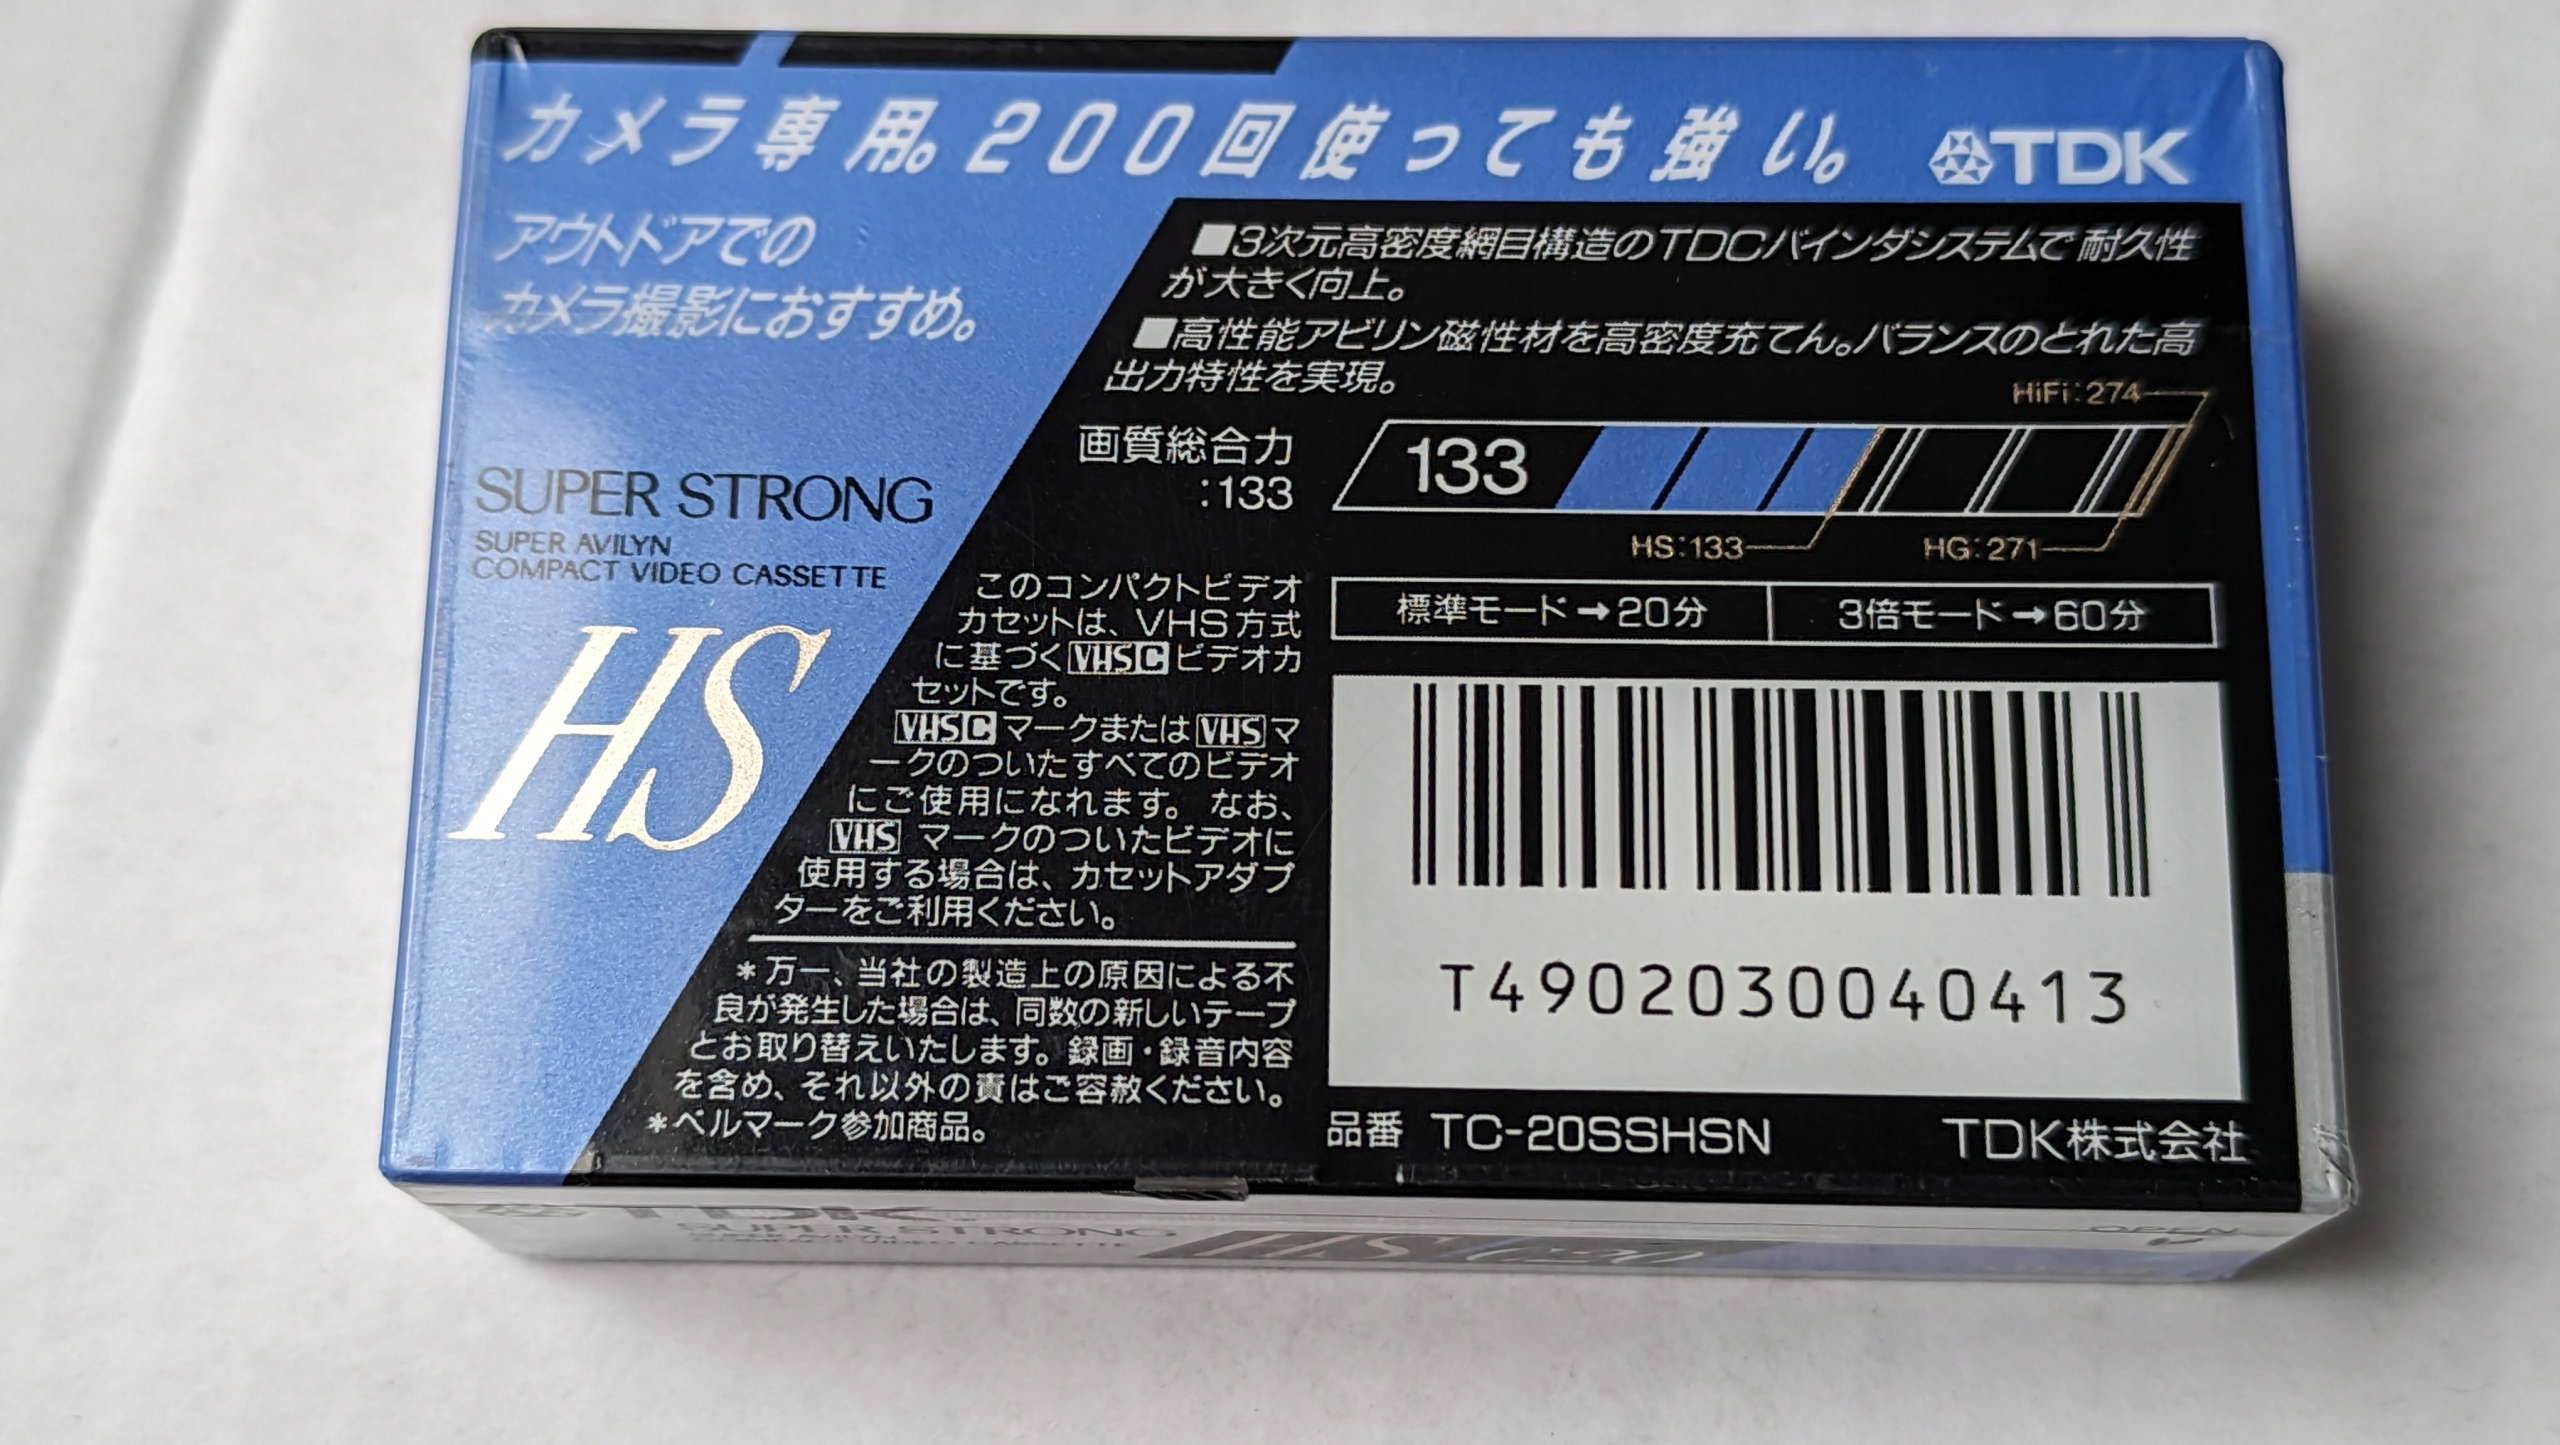 カメラ専用。200回使っても強い。 TDK
アウトドアでの
カメラ撮影におすすめ。
■3次元高密度網目構造のTDCバインダシステムで耐久性
が大きく向上。
■高性能アビリン磁性材を高密度充てん。バランスのとれた高
出力特性を実現。
HiFi:274
画質総合力
:133
133
HS:133 HG:271
SUPER STRONG
SUPER AVILYN
COMPACT VIDEO CASSETTE
HS
標準モード→20分 3倍モード→60分
このコンパクトビデオ
カセットは、VHS方式
に基づくVHSCビデオカ
セットです。
VHSCマークまたはVHSマ
ークのついたすべてのビデオ
にご使用になれます。なお、
VHSマークのついたビデオに
使用する場合は、カセットアダプ
ターをご利用ください。
*万一、当社の製造上の原因による不
良が発生した場合は、同数の新しいテープ
とお取り替えいたします。録画・録音内容
を含め、それ以外の責はご容赦ください。
*ベルマーク参加商品。
T4902030040413
品番 TC-20SSHSN TDK株式会社
TDK
SUPER STRONG
HS
OPEN